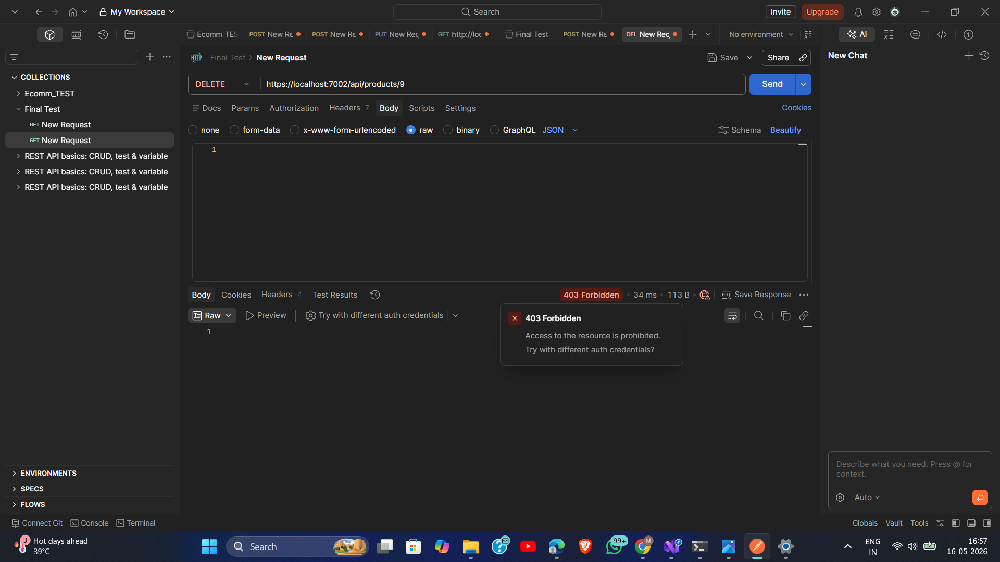 My Workspace
Search
Invite
Upgrade
Ecomm_TES
POST New Re
POST New Re
PUT New Rec
GET http://loc
Final Test
POST New Re
DEL New Req
No environment
AI
New Chat
COLLECTIONS
Ecomm_TEST
Final Test
GET New Request
GET New Request
REST API basics: CRUD, test & variable
REST API basics: CRUD, test & variable
REST API basics: CRUD, test & variable
ENVIRONMENTS
SPECS
FLOWS
HTTP Final Test > New Request
Save
Share
DELETE
https://localhost:7002/api/products/9
Send
Docs Params Authorization Headers 7 Body Scripts Settings
Cookies
none form-data x-www-form-urlencoded raw binary GraphQL JSON
Schema Beautify
1
Body Cookies Headers 4 Test Results
403 Forbidden • 34 ms • 113 B
e.g. Save Response
Raw Preview Try with different auth credentials
1
403 Forbidden
Access to the resource is prohibited.
Try with different auth credentials?
Describe what you need. Press @ for
context.
Auto
Connect Git Console Terminal
Globals Vault Tools
3
Hot days ahead
39°C
Search
99+
M
ENG
IN
16:57
16-05-2026